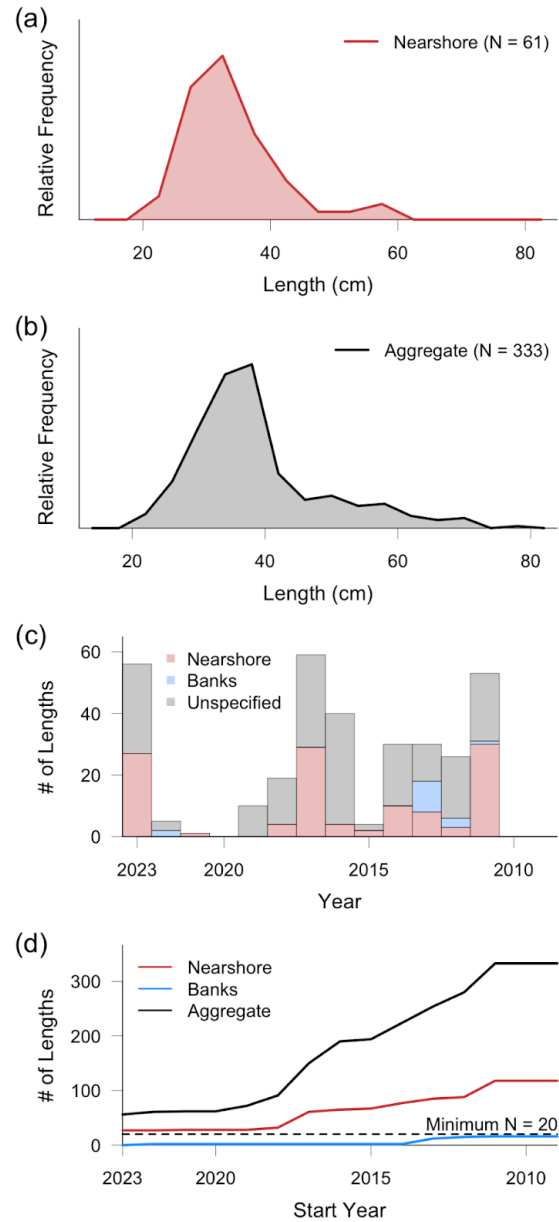 (a)
Nearshore (N = 61)
Relative Frequency
20 40 60 80
Length (cm)
(b)
Aggregate (N = 333)
Relative Frequency
20 40 60 80
Length (cm)
(c)
60
40
20
0
# of Lengths
Nearshore
Banks
Unspecified
2023 2020 2015 2010
Year
(d)
300
200
100
0
# of Lengths
Nearshore
Banks
Aggregate
Minimum N = 20
2023 2020 2015 2010
Start Year